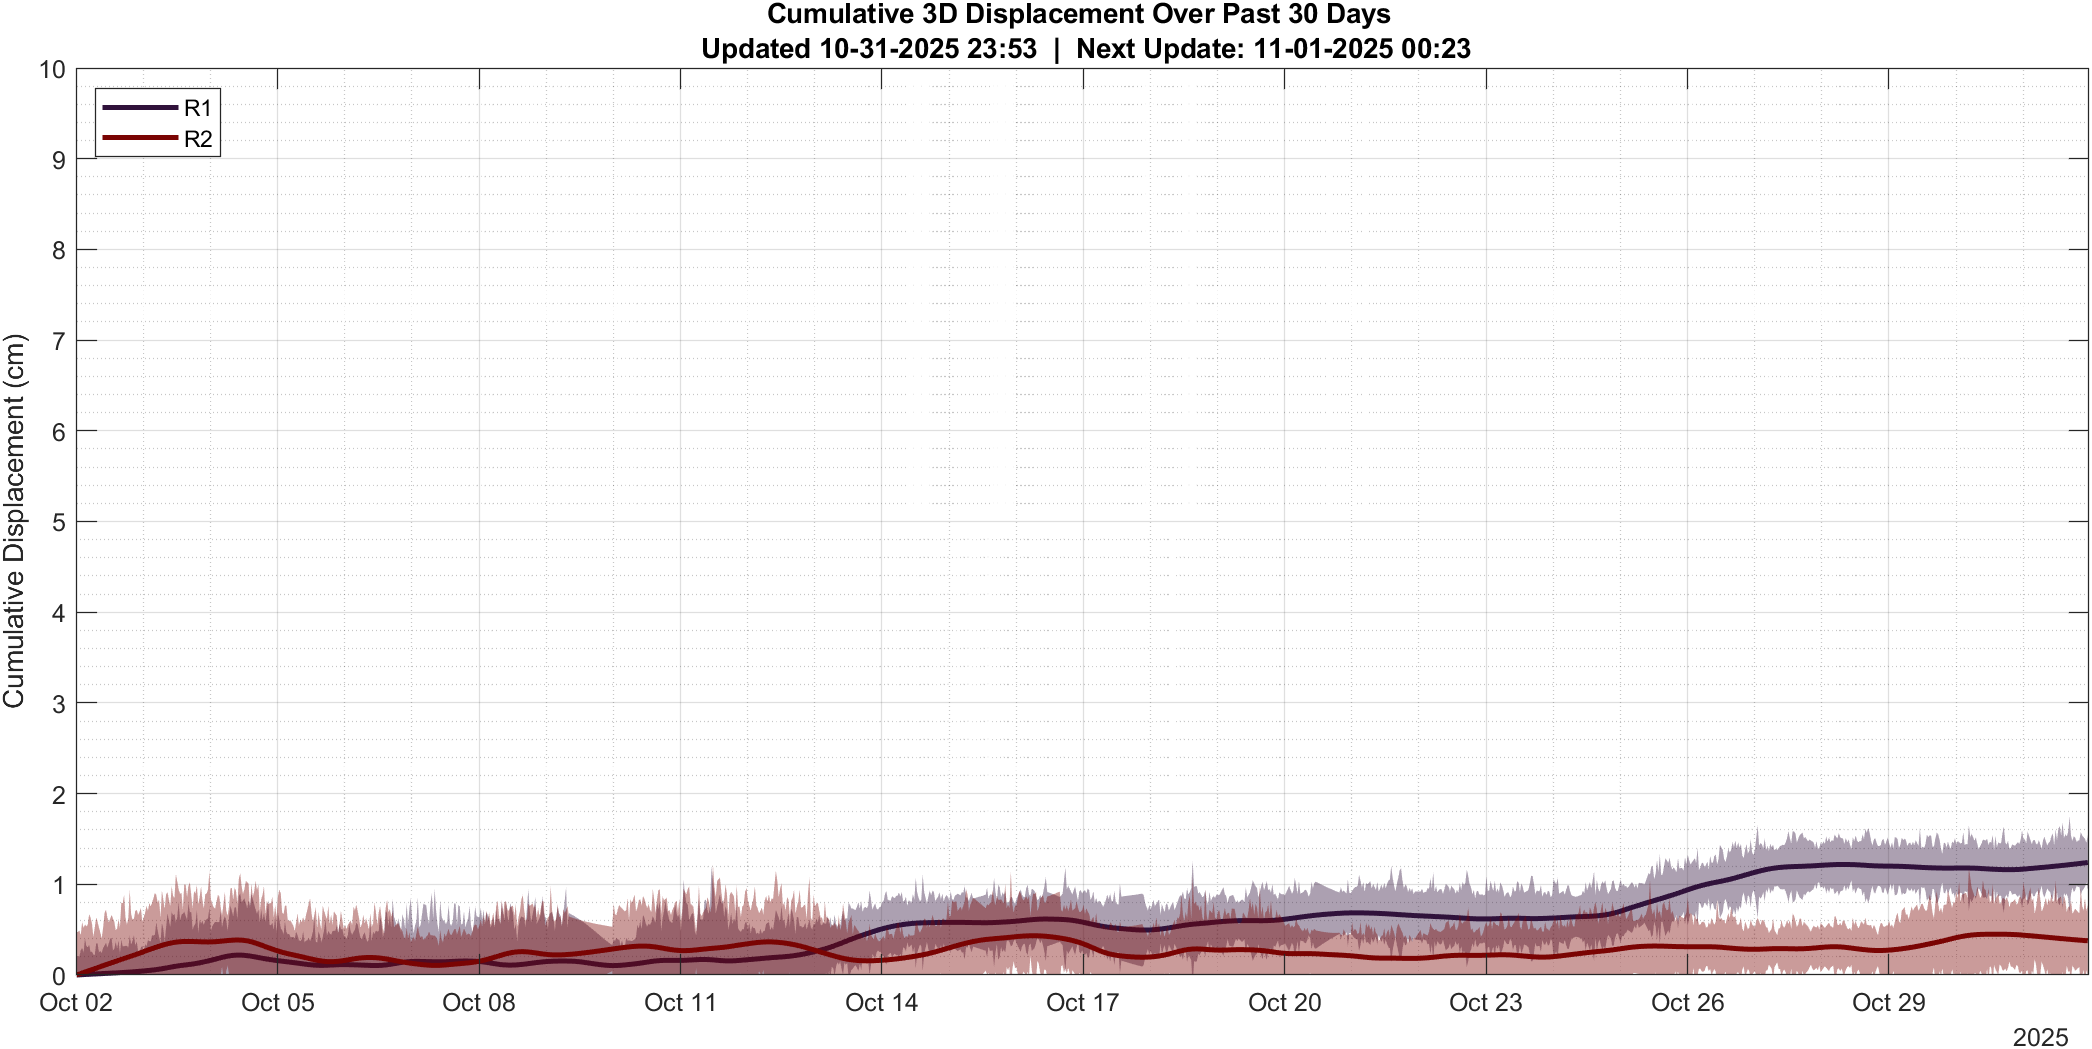 Cumulative 3D Displacement Over Past 30 Days
Updated 10-31-2025 23:53 | Next Update: 11-01-2025 00:23
R1
R2
Cumulative Displacement (cm)
10
9
8
7
6
5
4
3
2
1
0
Oct 02 Oct 05 Oct 08 Oct 11 Oct 14 Oct 17 Oct 20 Oct 23 Oct 26 Oct 29
2025